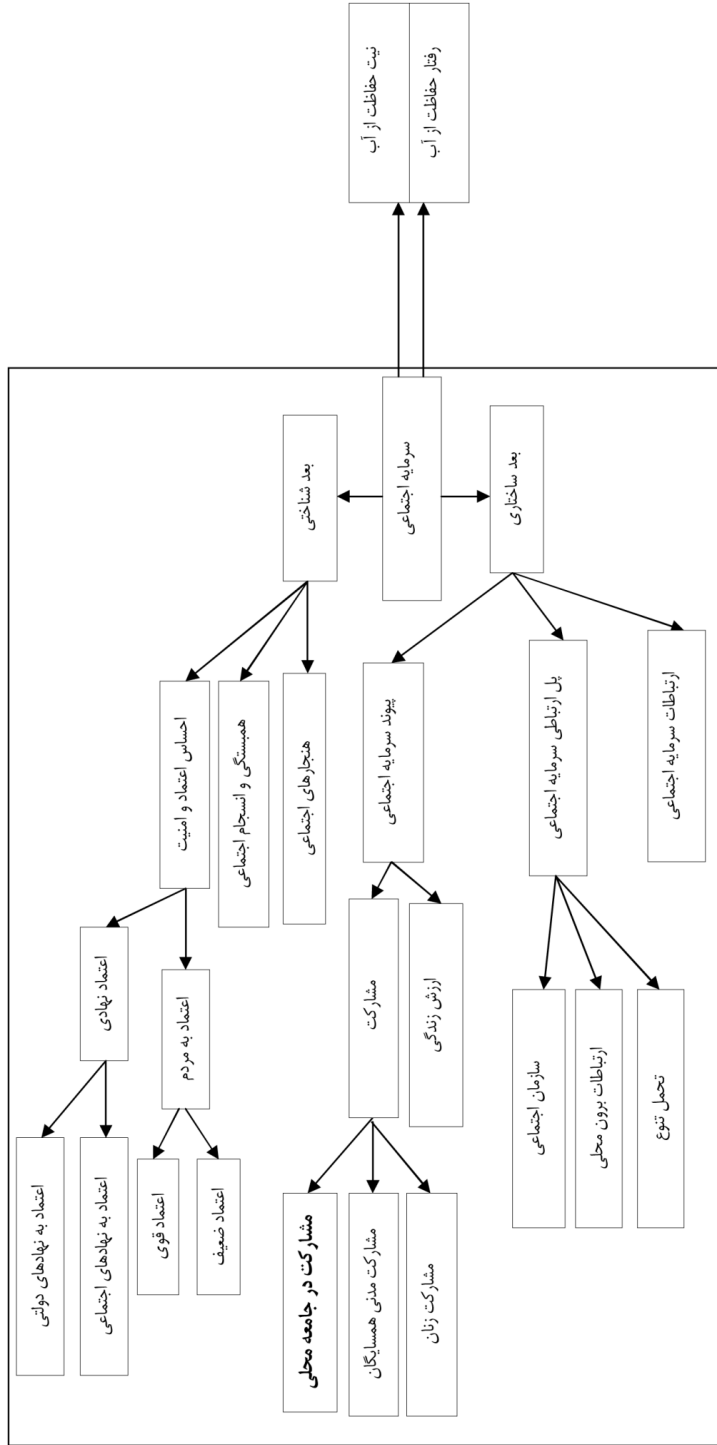 نیت حفاظت از آب
رفتار حفاظت از آب
سرمایه اجتماعی
بعد شناختی
بعد ساختاری
احساس اعتماد و امنیت
همبستگی و انسجام اجتماعی
هنجارهای اجتماعی
پیوند سرمایه اجتماعی
پل ارتباطی سرمایه اجتماعی
ارتباطات سرمایه اجتماعی
اعتماد نهادی
اعتماد به مردم
مشارکت
ارزش زندگی
سازمان اجتماعی
ارتباطات برون محلی
تحمل تنوع
اعتماد به نهادهای دولتی
اعتماد به نهادهای اجتماعی
اعتماد قوی
اعتماد ضعیف
مشارکت در جامعه محلی
مشارکت مدنی همسایگان
مشارکت زنان